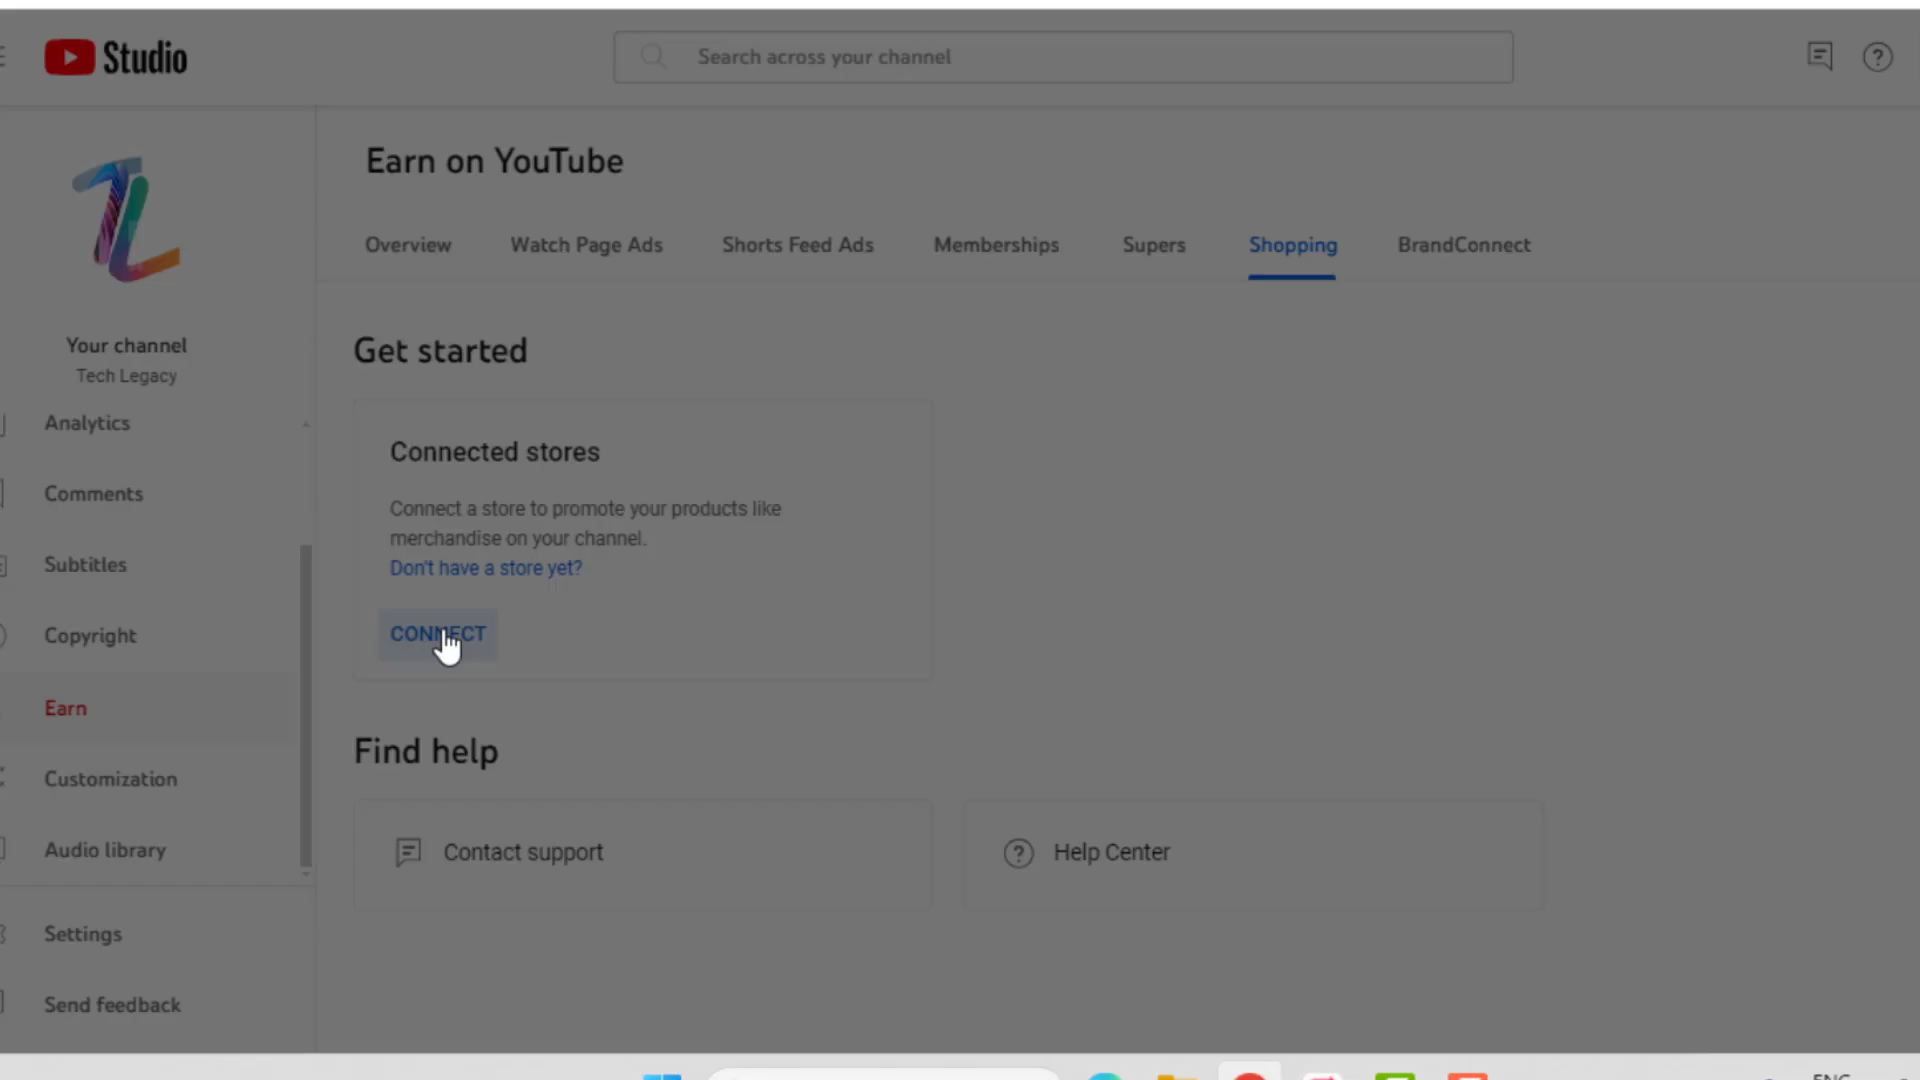 Studio
Search across your channel
Your channel
Tech Legacy
Analytics
Comments
Subtitles
Copyright
Earn
Customization
Audio library
Settings
Send feedback
Earn on YouTube
Overview
Watch Page Ads
Shorts Feed Ads
Memberships
Supers
Shopping
BrandConnect
Get started
Connected stores
Connect a store to promote your products like
merchandise on your channel.
Don't have a store yet?
CONNECT
Find help
Contact support
Help Center
ENG